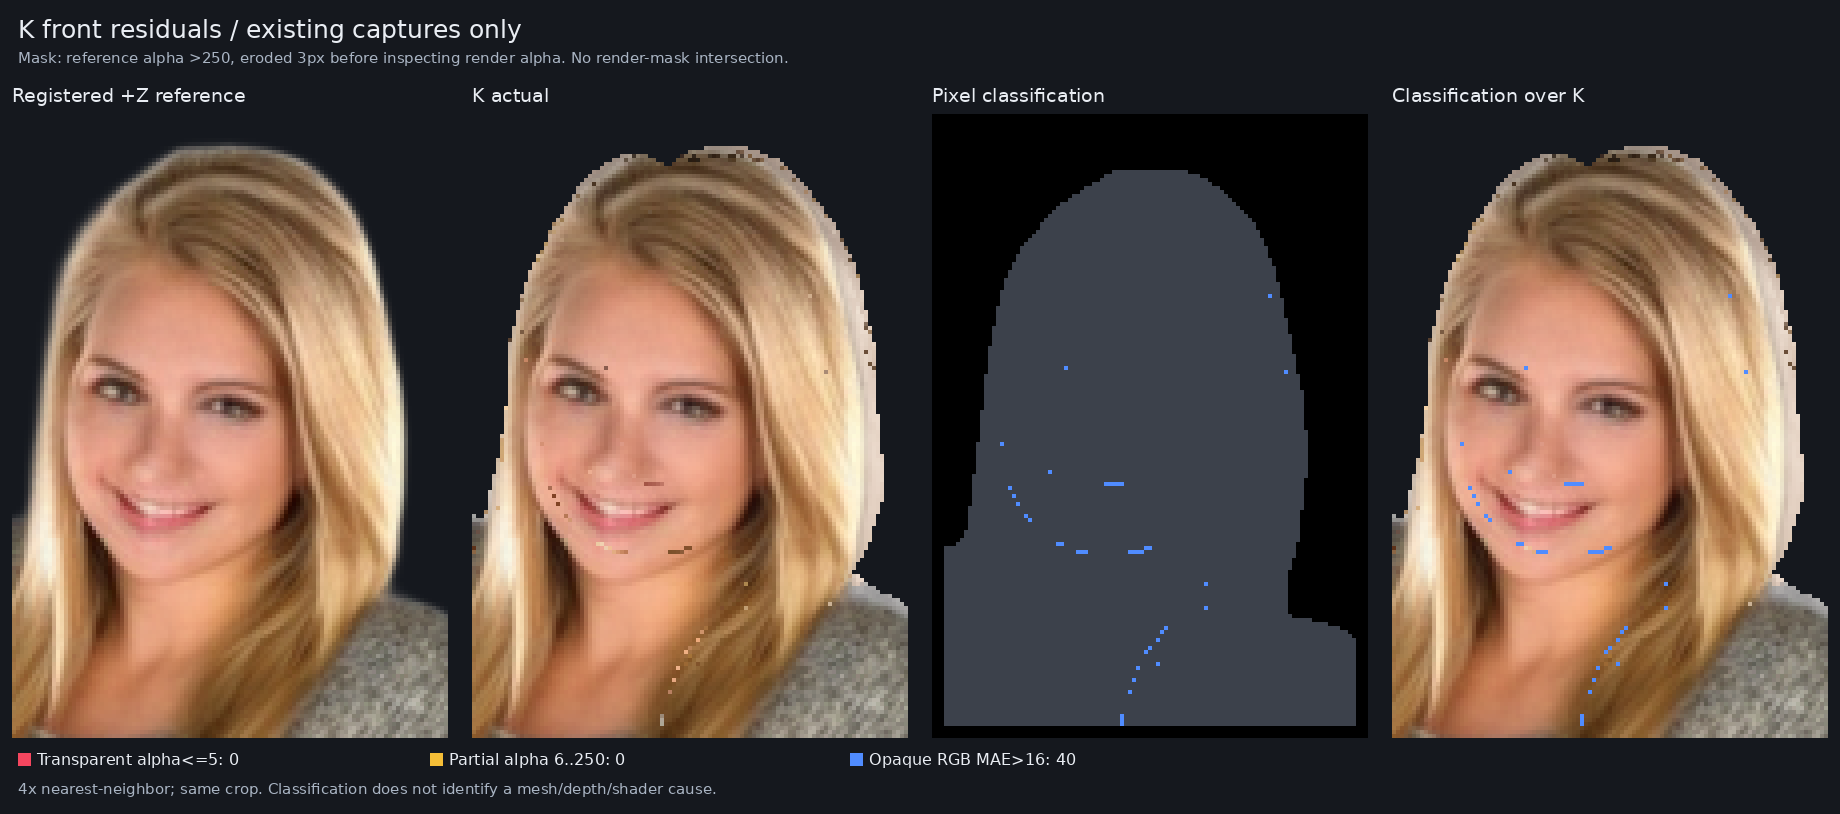 K front residuals / existing captures only
Mask: reference alpha >250, eroded 3px before inspecting render alpha. No render-mask intersection.
Registered +Z reference
K actual
Pixel classification
Classification over K
Transparent alpha<=5: 0
Partial alpha 6..250: 0
Opaque RGB MAE>16: 40
4x nearest-neighbor; same crop. Classification does not identify a mesh/depth/shader cause.